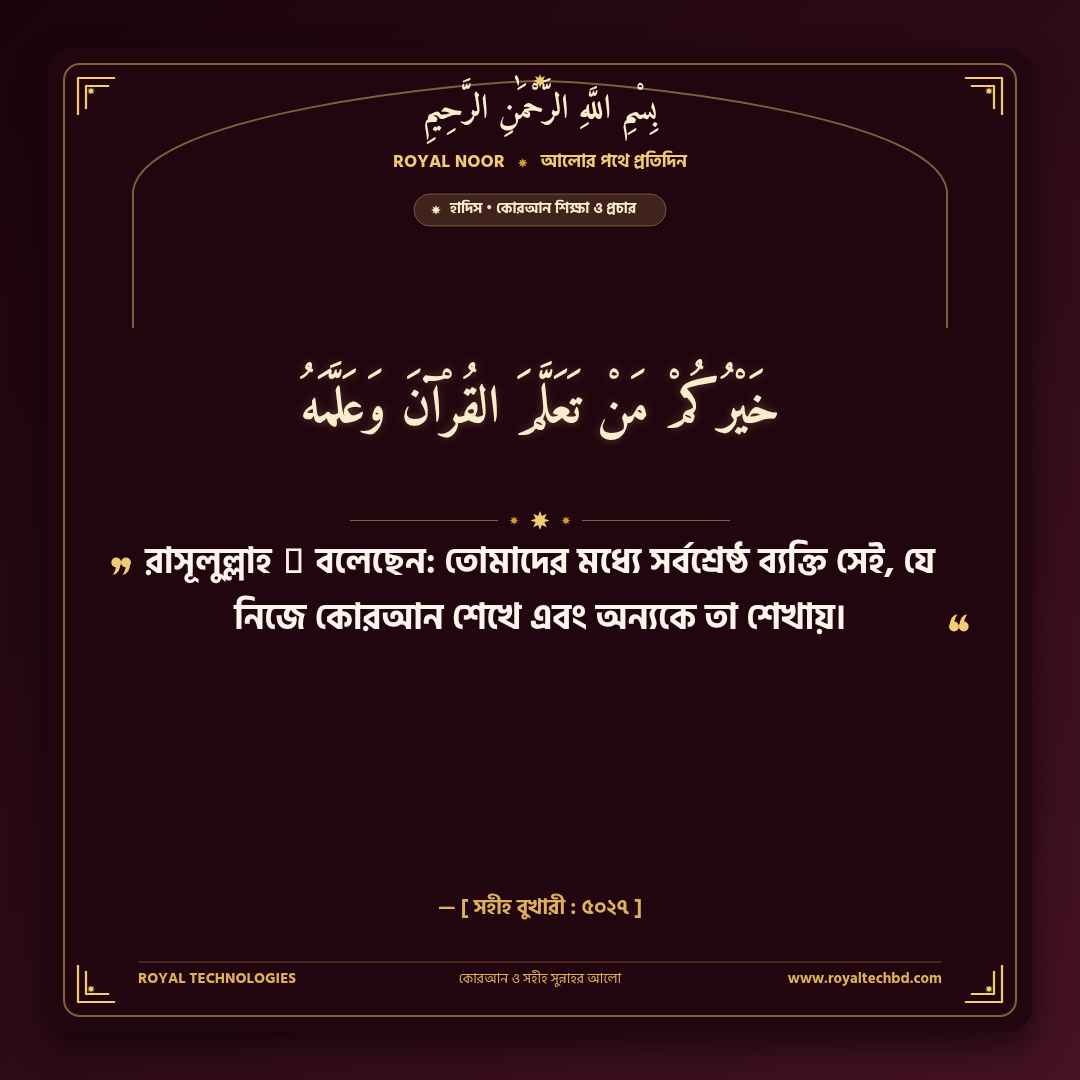 بِسْمِ اللَّهِ الرَّحْمَٰنِ الرَّحِيمِ
ROYAL NOOR ✷ আলোর পথে প্রতিদিন
✷ হাদিস • কোরআন শিক্ষা ও প্রচার
خَيْرُكُمْ مَنْ تَعَلَّمَ القُرْآنَ وَعَلَّمَهُ
❞ রাসূলুল্লাহ ▯ বলেছেন: তোমাদের মধ্যে সর্বশ্রেষ্ঠ ব্যক্তি সেই, যে
নিজে কোরআন শেখে এবং অন্যকে তা শেখায়। ❝
— [ সহীহ বুখারী : ৫০২৭ ]
ROYAL TECHNOLOGIES কোরআন ও সহীহ সুন্নাহর আলো www.royaltechbd.com